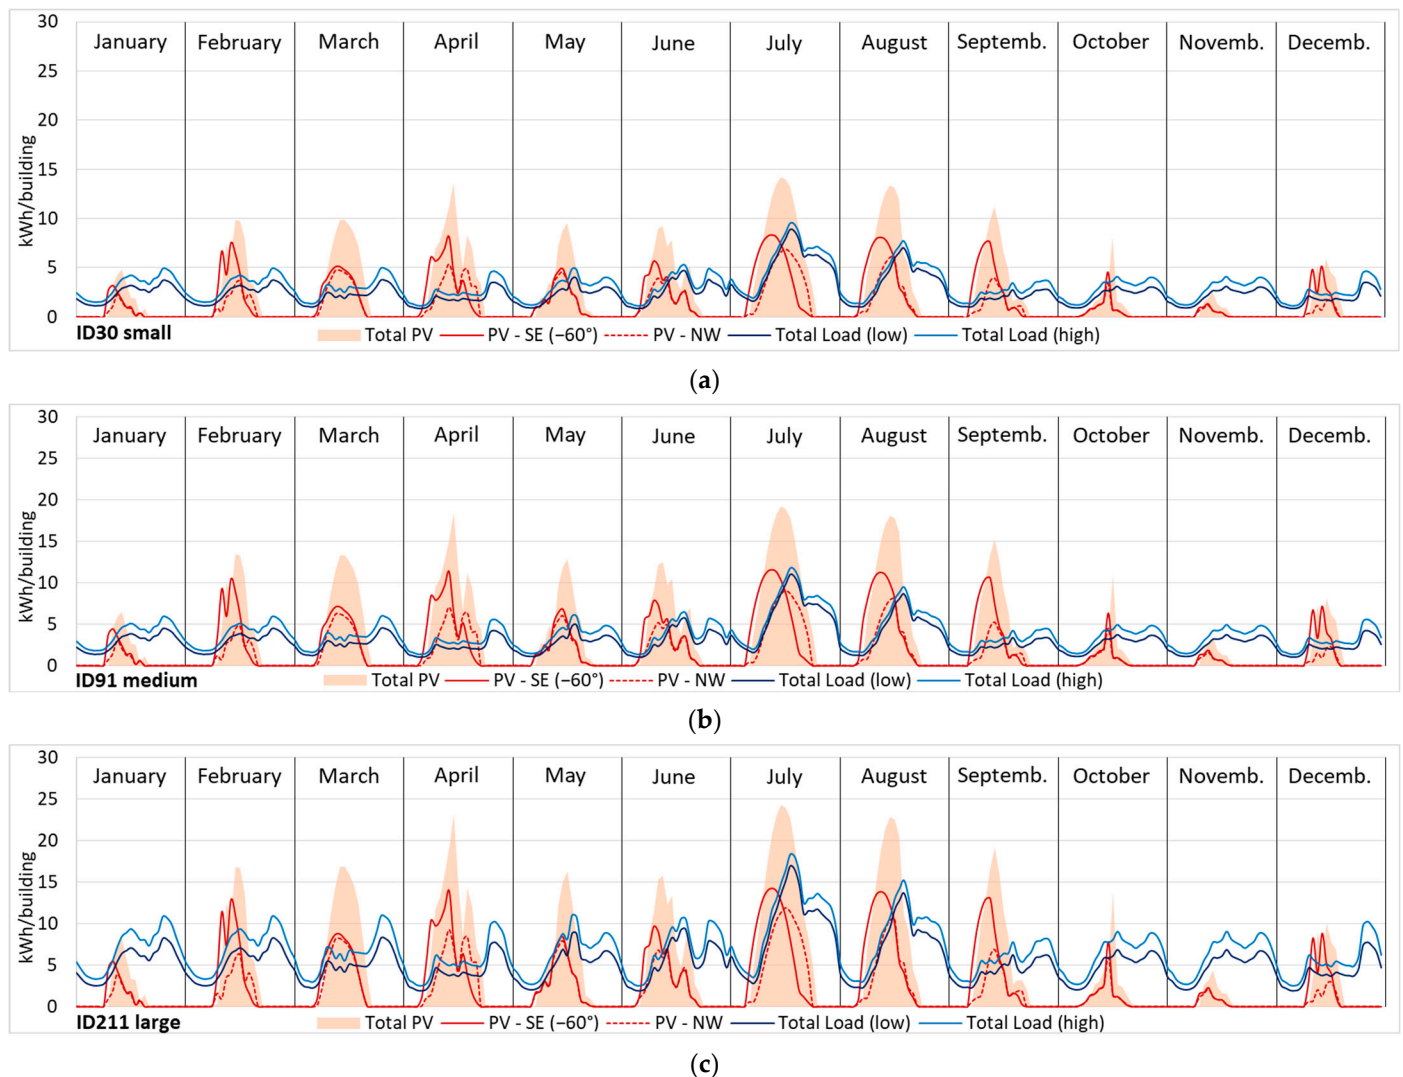 30
January February March April May June July August Septemb. October Novemb. Decemb.
25
20
15
10
5
0
kWh/building
ID30 small
Total PV PV - SE (−60°) PV - NW Total Load (low) Total Load (high)
(a)
30
January February March April May June July August Septemb. October Novemb. Decemb.
25
20
15
10
5
0
kWh/building
ID91 medium
Total PV PV - SE (−60°) PV - NW Total Load (low) Total Load (high)
(b)
30
January February March April May June July August Septemb. October Novemb. Decemb.
25
20
15
10
5
0
kWh/building
ID211 large
Total PV PV - SE (−60°) PV - NW Total Load (low) Total Load (high)
(c)